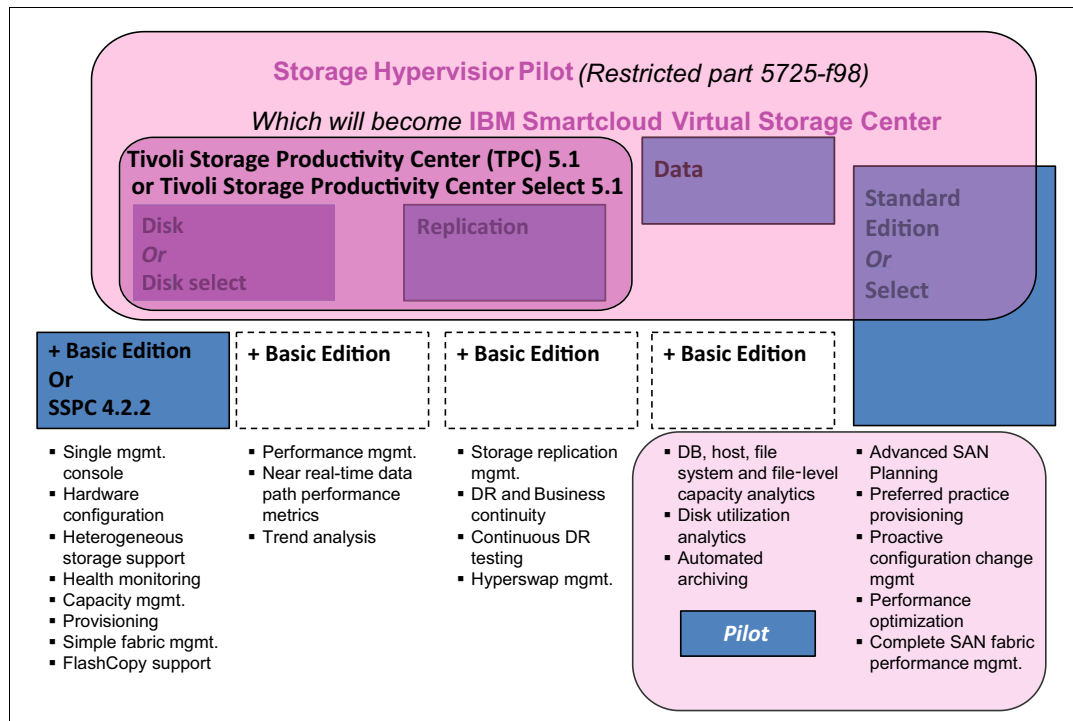 Storage Hypervisior Pilot (Restricted part 5725-f98)
Which will become IBM Smartcloud Virtual Storage Center
Tivoli Storage Productivity Center (TPC) 5.1
or Tivoli Storage Productivity Center Select 5.1
Disk
Or
Disk select
Replication
Data
Standard
Edition
Or
Select
+ Basic Edition
Or
SSPC 4.2.2
+ Basic Edition
+ Basic Edition
+ Basic Edition
▪ Single mgmt.
console
▪ Hardware
configuration
▪ Heterogeneous
storage support
▪ Health monitoring
▪ Capacity mgmt.
▪ Provisioning
▪ Simple fabric mgmt.
▪ FlashCopy support
▪ Performance mgmt.
▪ Near real-time data
path performance
metrics
▪ Trend analysis
▪ Storage replication
mgmt.
▪ DR and Business
continuity
▪ Continuous DR
testing
▪ Hyperswap mgmt.
▪ DB, host, file
system and file-level
capacity analytics
▪ Disk utilization
analytics
▪ Automated
archiving
Pilot
▪ Advanced SAN
Planning
▪ Preferred practice
provisioning
▪ Proactive
configuration change
mgmt
▪ Performance
optimization
▪ Complete SAN fabric
performance mgmt.